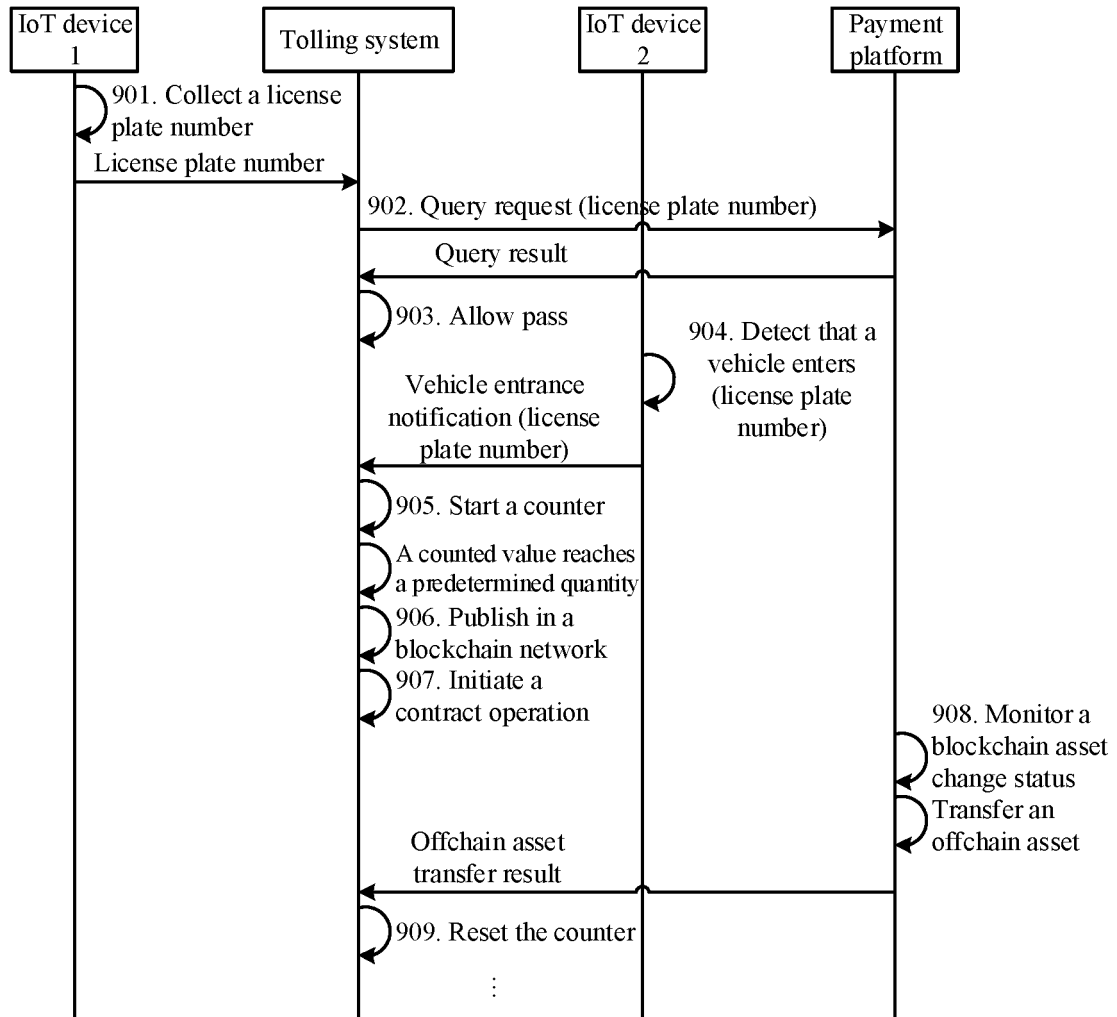 IoT device
1
Tolling system
IoT device
2
Payment
platform
901. Collect a license
plate number
License plate number
902. Query request (license plate number)
Query result
903. Allow pass
904. Detect that a
vehicle enters
(license plate
number)
Vehicle entrance
notification (license
plate number)
905. Start a counter
A counted value reaches
a predetermined quantity
906. Publish in a
blockchain network
907. Initiate a
contract operation
908. Monitor a
blockchain asset
change status
Transfer an
offchain asset
Offchain asset
transfer result
909. Reset the counter
⋮